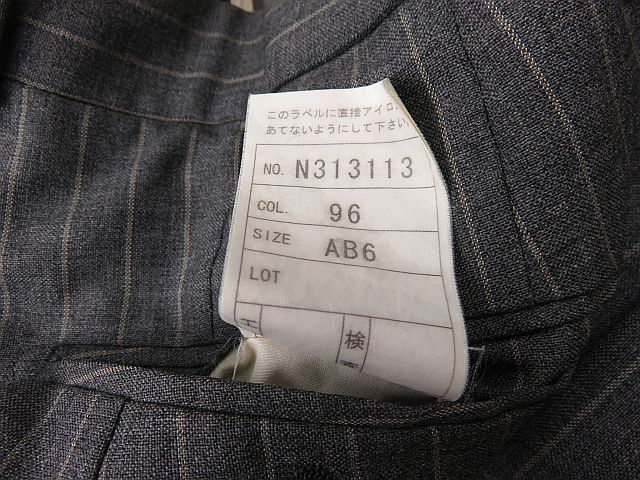 このラベルに直接アイロ
あてないようにして下さい
NO. N313113
COL. 96
SIZE AB6
LOT
検